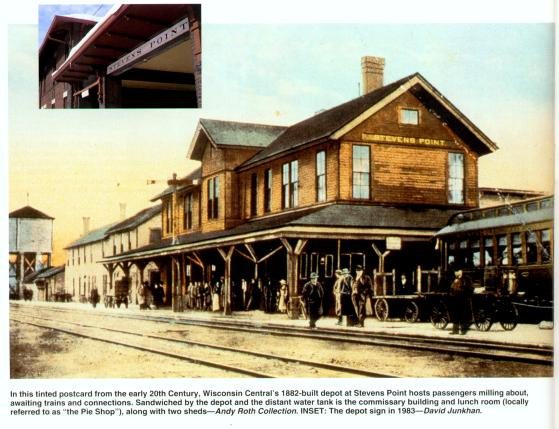 STEVENS POINT
STEVENS POINT
In this tinted postcard from the early 20th Century, Wisconsin Central's 1882-built depot at Stevens Point hosts passengers milling about,
awaiting trains and connections. Sandwiched by the depot and the distant water tank is the commissary building and lunch room (locally
referred to as "the Pie Shop"), along with two sheds—Andy Roth Collection. INSET: The depot sign in 1983—David Junkhan.